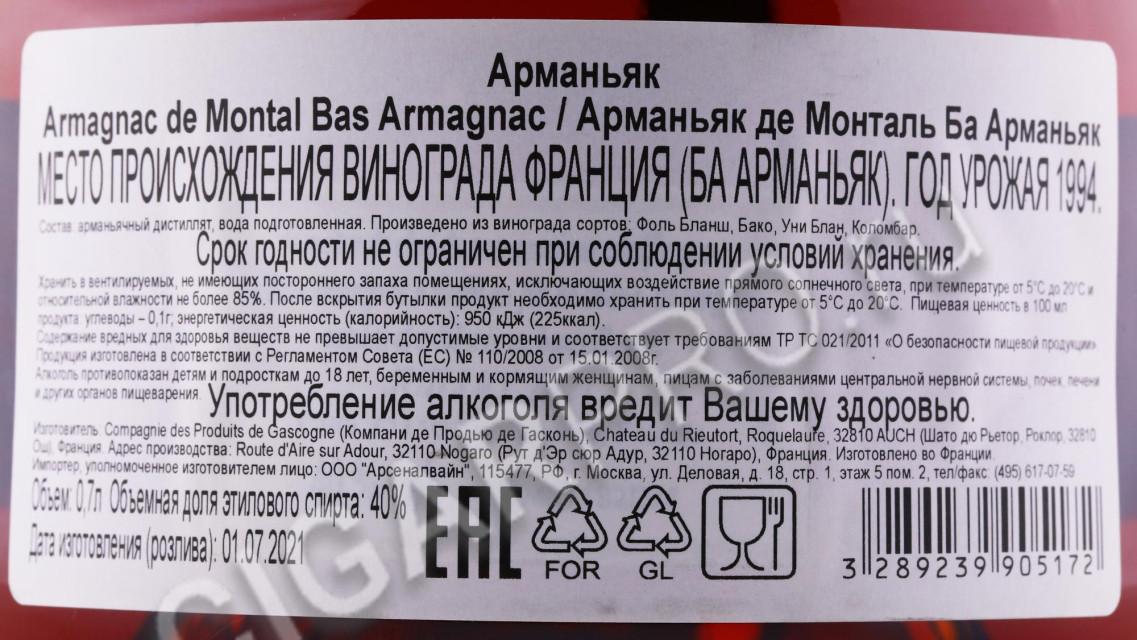 Арманьяк
Armagnac de Montal Bas Armagnac / Арманьяк де Монталь Ба Арманьяк
МЕСТО ПРОИСХОЖДЕНИЯ ВИНОГРАДА ФРАНЦИЯ (БА АРМАНЬЯК). ГОД УРОЖАЯ 1994.
Состав: арманьячный дистиллят, вода подготовленная. Произведено из винограда сортов: Фоль Бланш, Бако, Уни Блан, Коломбар.
Срок годности не ограничен при соблюдении условий хранения.
Хранить в вентилируемых, не имеющих постороннего запаха помещениях, исключающих воздействие прямого солнечного света, при температуре от 5°С до 20°С и
относительной влажности не более 85%. После вскрытия бутылки продукт необходимо хранить при температуре от 5°С до 20°С. Пищевая ценность в 100 мл
продукта: углеводы – 0,1г; энергетическая ценность (калорийность): 950 кДж (225ккал).
Содержание вредных для здоровья веществ не превышает допустимые уровни и соответствует требованиям ТР ТС 021/2011 «О безопасности пищевой продукции»
Продукция изготовлена в соответствии с Регламентом Совета (ЕС) № 110/2008 от 15.01.2008г.
Алкоголь противопоказан детям и подросткам до 18 лет, беременным и кормящим женщинам, лицам с заболеваниями центральной нервной системы, почек, печени
и других органов пищеварения. Употребление алкоголя вредит Вашему здоровью.
Изготовитель: Compagnie des Produits de Gascogne (Компани де Продью де Гасконь), Chateau du Rieutort, Roquelaure, 32810 AUCH (Шато дю Рьетор, Роклор, 32810
Ош), Франция. Адрес производства: Route d'Aire sur Adour, 32110 Nogaro (Рут д'Эр сюр Адур, 32110 Ногаро), Франция. Изготовлено во Франции
Импортер, уполномоченное изготовителем лицо: ООО "Арсеналвайн", 115477, РФ, г. Москва, ул. Деловая, д. 18, стр. 1, этаж 5 пом. 2, тел/факс: (495) 617-07-59
Объем: 0,7л Объемная доля этилового спирта: 40%
Дата изготовления (розлива): 01.07.2021
EAC
FOR
GL
3 289239 905172
CIGARPRO.ru